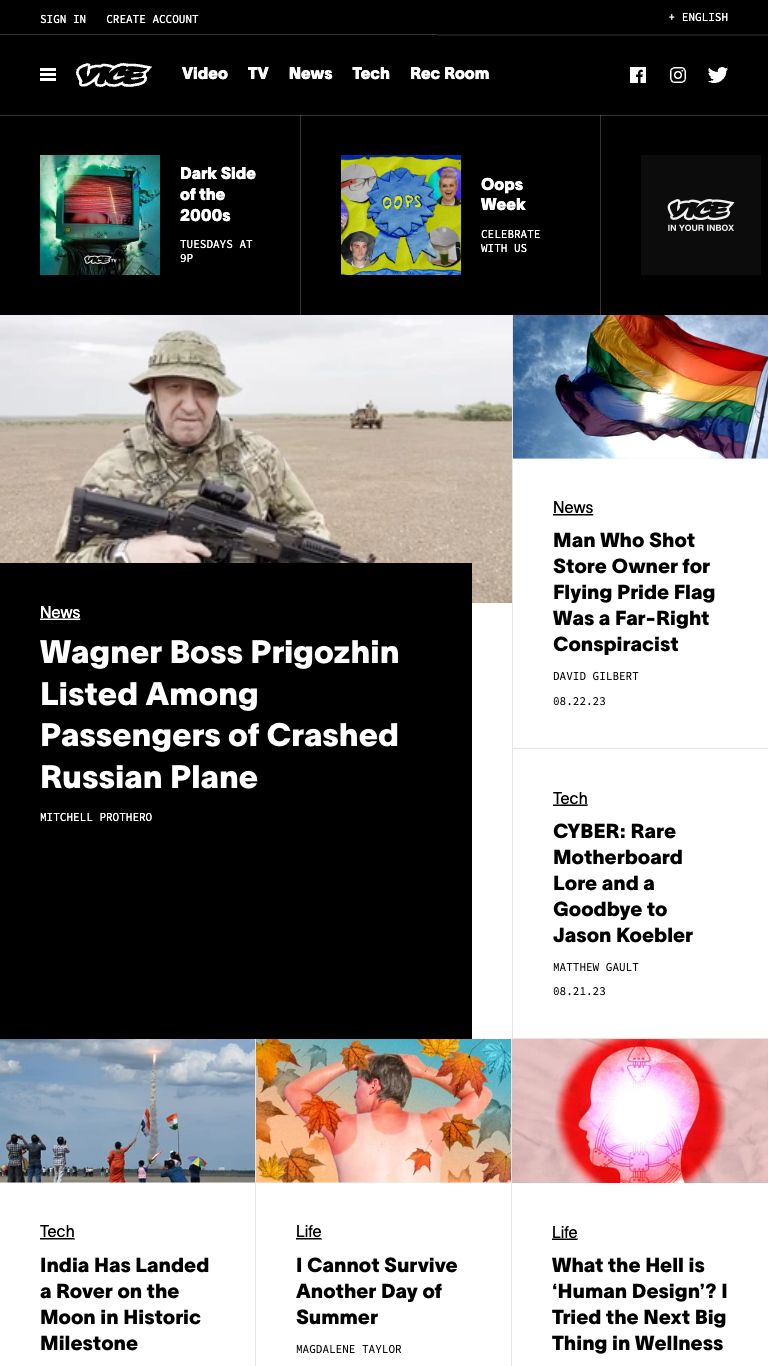 SIGN IN CREATE ACCOUNT + ENGLISH
VICE Video TV News Tech Rec Room
Dark Side
of the
2000s
TUESDAYS AT
9P
VICE TV
OOPS
Oops
Week
CELEBRATE
WITH US
VICE
IN YOUR INBOX
News
Wagner Boss Prigozhin
Listed Among
Passengers of Crashed
Russian Plane
MITCHELL PROTHERO
News
Man Who Shot
Store Owner for
Flying Pride Flag
Was a Far-Right
Conspiracist
DAVID GILBERT
08.22.23
Tech
CYBER: Rare
Motherboard
Lore and a
Goodbye to
Jason Koebler
MATTHEW GAULT
08.21.23
Tech
India Has Landed
a Rover on the
Moon in Historic
Milestone
Life
I Cannot Survive
Another Day of
Summer
MAGDALENE TAYLOR
Life
What the Hell is
‘Human Design’? I
Tried the Next Big
Thing in Wellness